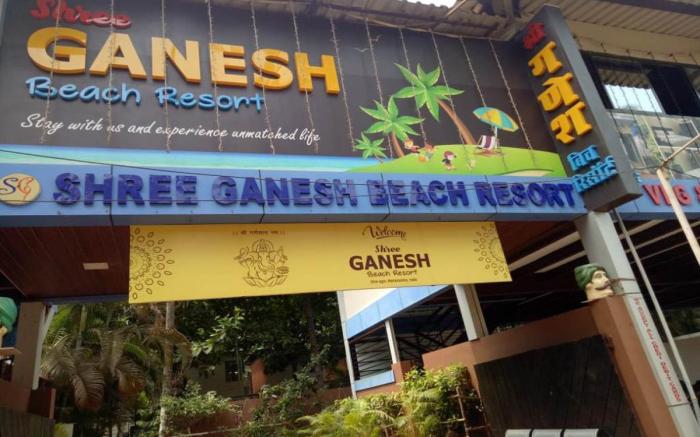 Shree
GANESH
Beach Resort
Stay with us and experience unmatched life
श्री गणेश
बिच रिसॉर्ट
SG SHREE GANESH BEACH RESORT
VEG
Welcome
Shree
GANESH
Beach Resort